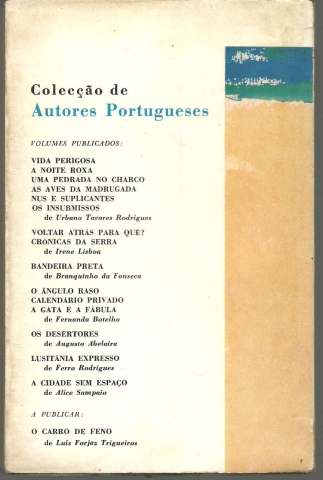 Colecção de
Autores Portugueses
VOLUMES PUBLICADOS:
VIDA PERIGOSA
A NOITE ROXA
UMA PEDRADA NO CHARCO
AS AVES DA MADRUGADA
NUS E SUPLICANTES
OS INSUBMISSOS
de Urbano Tavares Rodrigues
VOLTAR ATRÁS PARA QUÊ?
CRÓNICAS DA SERRA
de Irene Lisboa
BANDEIRA PRETA
de Branquinho da Fonseca
O ÂNGULO RASO
CALENDÁRIO PRIVADO
A GATA E A FÁBULA
de Fernanda Botelho
OS DESERTORES
de Augusto Abelaira
LUSITÂNIA EXPRESSO
de Ferro Rodrigues
A CIDADE SEM ESPAÇO
de Alice Sampaio
A PUBLICAR:
O CARRO DE FENO
de Luis Forjaz Trigueiros